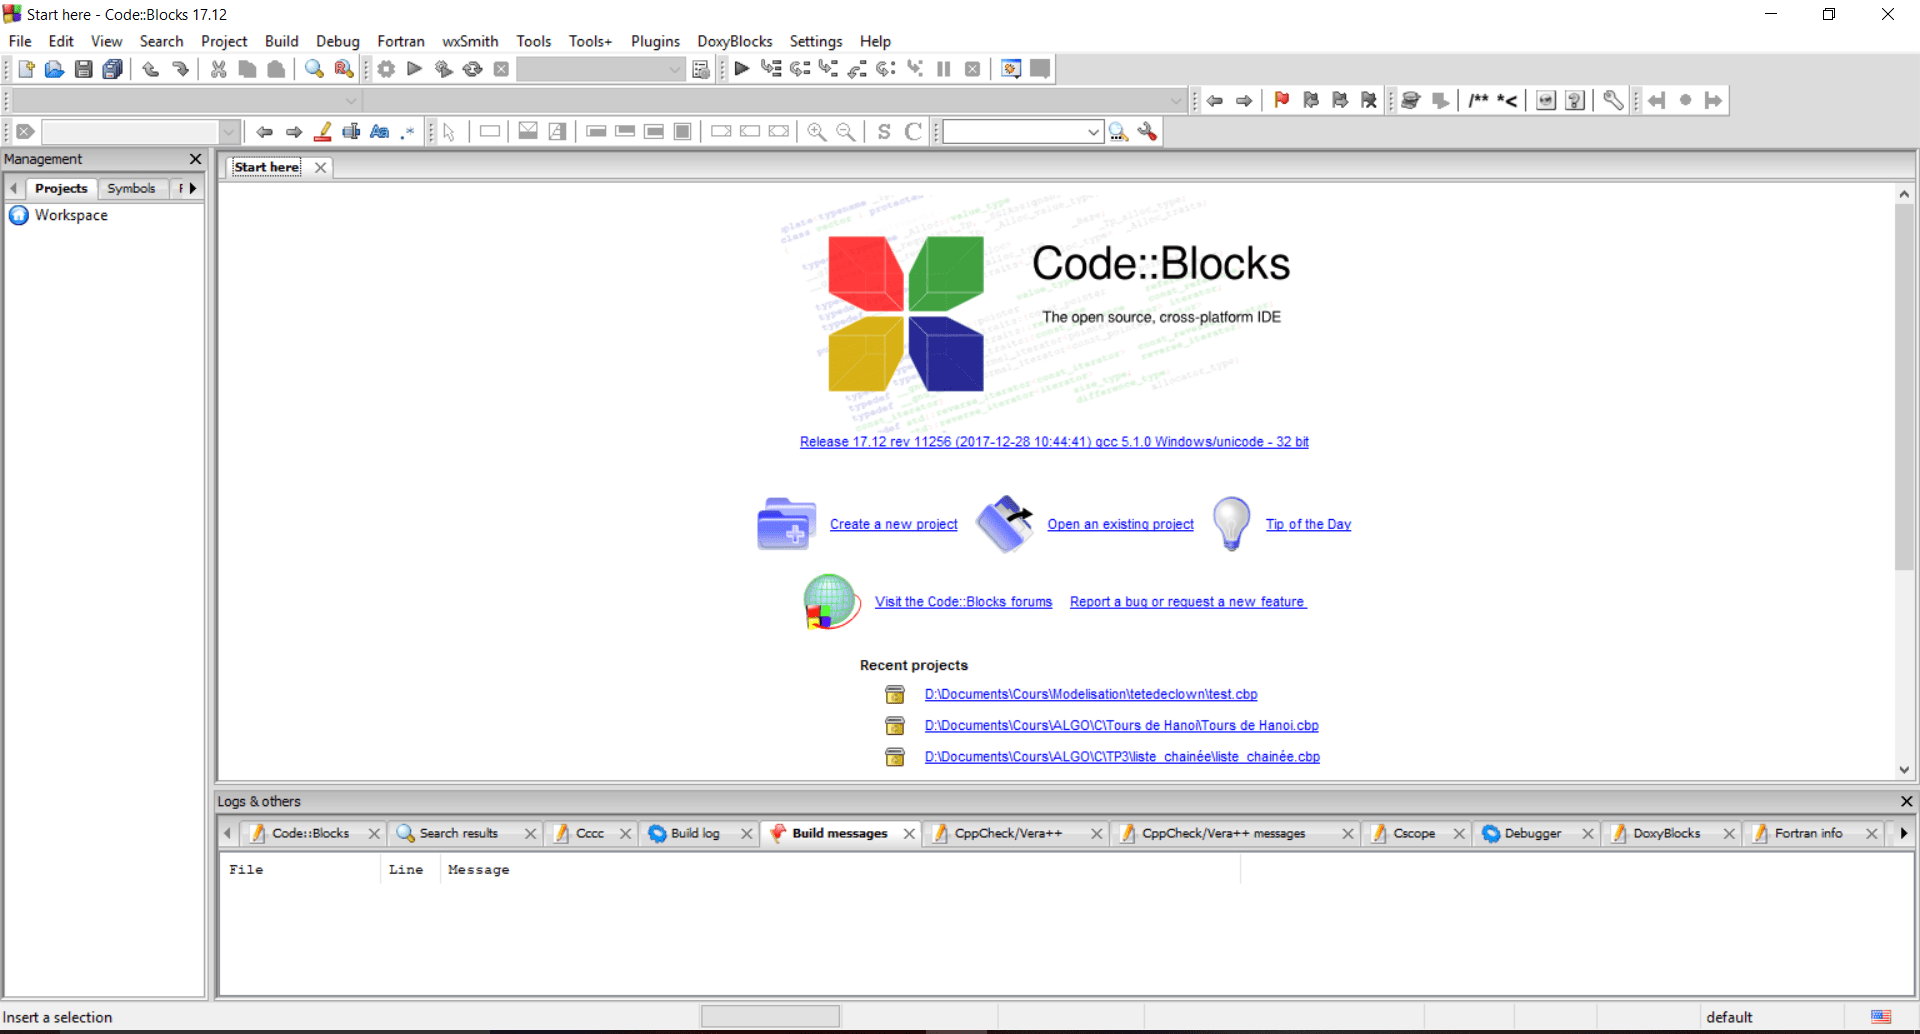 Start here - Code::Blocks 17.12
File Edit View Search Project Build Debug Fortran wxSmith Tools Tools+ Plugins DoxyBlocks Settings Help
/** *<
Aa .*
S C
Management
Projects Symbols
Workspace
Start here
Code::Blocks
The open source, cross-platform IDE
Release 17.12 rev 11256 (2017-12-28 10:44:41) gcc 5.1.0 Windows/unicode - 32 bit
Create a new project Open an existing project Tip of the Day
Visit the Code::Blocks forums Report a bug or request a new feature
Recent projects
D:\Documents\Cours\Modelisation\tetedeclown\test.cbp
D:\Documents\Cours\ALGO\C\Tours de Hanoi\Tours de Hanoi.cbp
D:\Documents\Cours\ALGO\C\TP3\liste_chainée\liste_chainée.cbp
Logs & others
Code::Blocks Search results Cccc Build log Build messages CppCheck/Vera++ CppCheck/Vera++ messages Cscope Debugger DoxyBlocks Fortran info
File Line Message
Insert a selection default